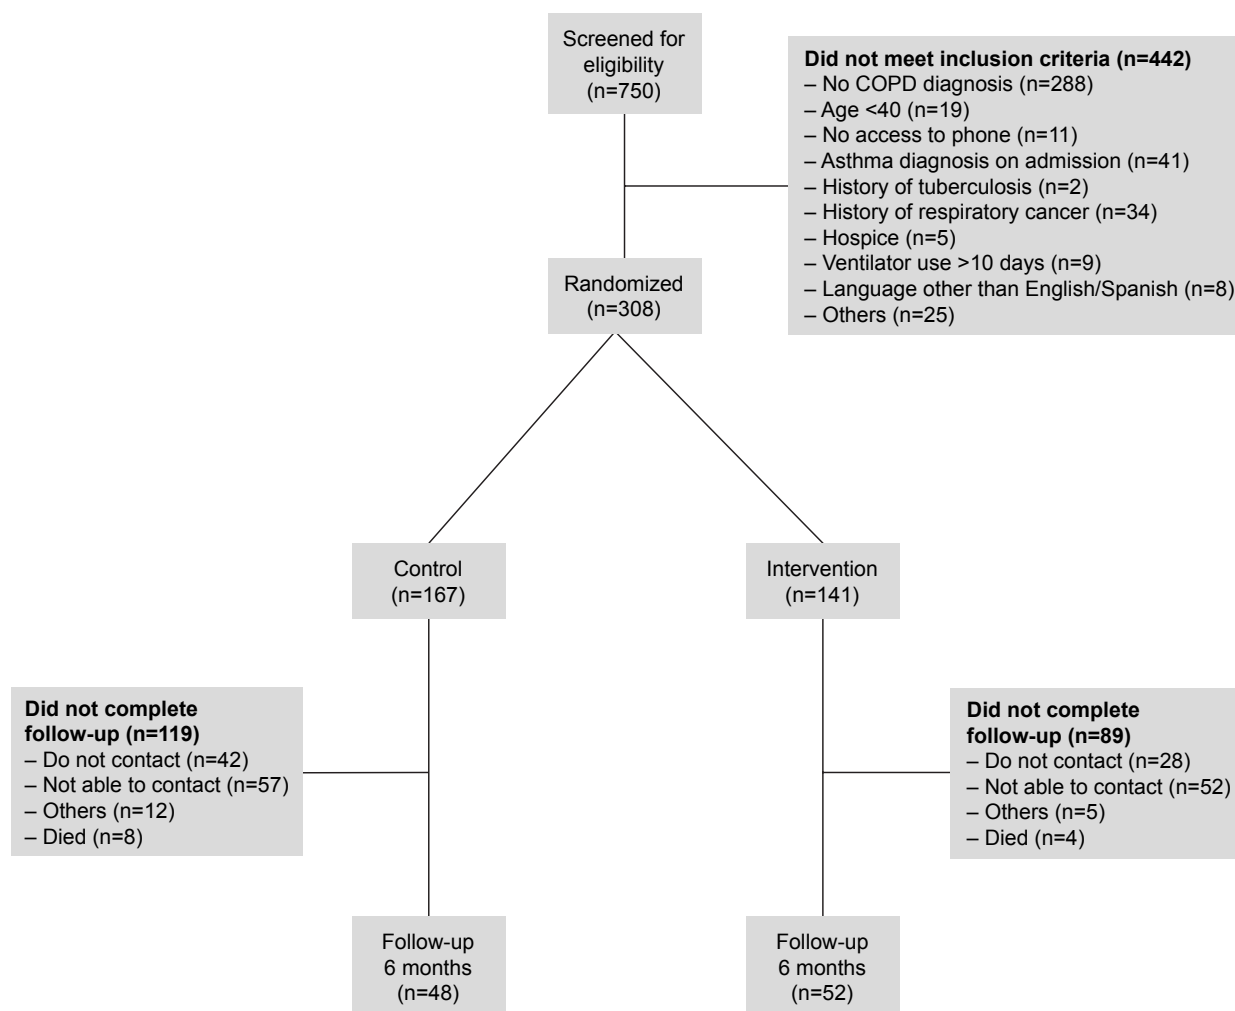 Screened for
eligibility
(n=750)
Did not meet inclusion criteria (n=442)
– No COPD diagnosis (n=288)
– Age <40 (n=19)
– No access to phone (n=11)
– Asthma diagnosis on admission (n=41)
– History of tuberculosis (n=2)
– History of respiratory cancer (n=34)
– Hospice (n=5)
– Ventilator use >10 days (n=9)
– Language other than English/Spanish (n=8)
– Others (n=25)
Randomized
(n=308)
Control
(n=167)
Intervention
(n=141)
Did not complete
follow-up (n=119)
– Do not contact (n=42)
– Not able to contact (n=57)
– Others (n=12)
– Died (n=8)
Did not complete
follow-up (n=89)
– Do not contact (n=28)
– Not able to contact (n=52)
– Others (n=5)
– Died (n=4)
Follow-up
6 months
(n=48)
Follow-up
6 months
(n=52)